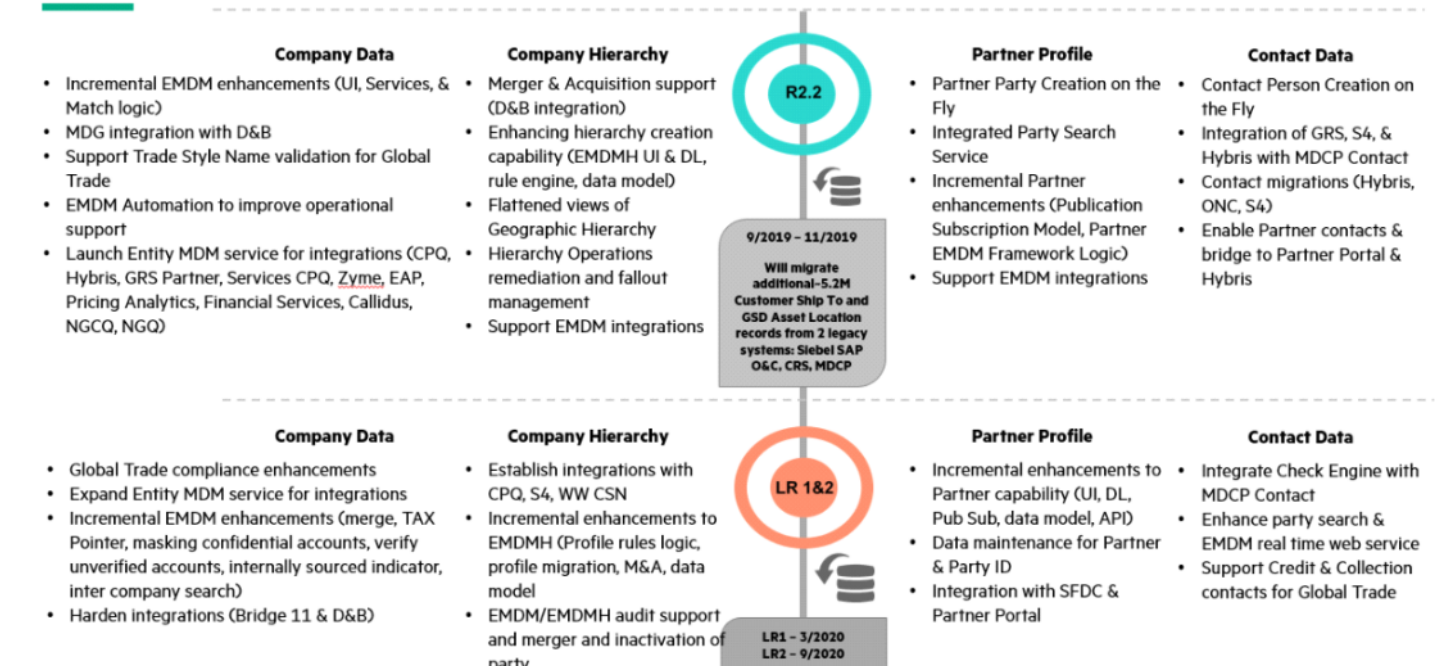 Company Data
• Incremental EMDM enhancements (UI, Services, &
Match logic)
• MDG integration with D&B
• Support Trade Style Name validation for Global
Trade
• EMDM Automation to improve operational
support
• Launch Entity MDM service for integrations (CPQ,
Hybris, GRS Partner, Services CPQ, Zyme, EAP,
Pricing Analytics, Financial Services, Callidus,
NGCQ, NGQ)
Company Hierarchy
• Merger & Acquisition support
(D&B integration)
• Enhancing hierarchy creation
capability (EMDMH UI & DL,
rule engine, data model)
• Flattened views of
Geographic Hierarchy
• Hierarchy Operations
remediation and fallout
management
• Support EMDM integrations
R2.2
9/2019 – 11/2019
Will migrate
additional~5.2M
Customer Ship To and
GSD Asset Location
records from 2 legacy
systems: Siebel SAP
O&C, CRS, MDCP
Partner Profile
• Partner Party Creation on the
Fly
• Integrated Party Search
Service
• Incremental Partner
enhancements (Publication
Subscription Model, Partner
EMDM Framework Logic)
• Support EMDM integrations
Contact Data
• Contact Person Creation on
the Fly
• Integration of GRS, S4, &
Hybris with MDCP Contact
• Contact migrations (Hybris,
ONC, S4)
• Enable Partner contacts &
bridge to Partner Portal &
Hybris
Company Data
• Global Trade compliance enhancements
• Expand Entity MDM service for integrations
• Incremental EMDM enhancements (merge, TAX
Pointer, masking confidential accounts, verify
unverified accounts, internally sourced indicator,
inter company search)
• Harden integrations (Bridge 11 & D&B)
Company Hierarchy
• Establish integrations with
CPQ, S4, WW CSN
• Incremental enhancements to
EMDMH (Profile rules logic,
profile migration, M&A, data
model
• EMDM/EMDMH audit support
and merger and inactivation of
party
LR 1&2
LR1 – 3/2020
LR2 – 9/2020
Partner Profile
• Incremental enhancements to
Partner capability (UI, DL,
Pub Sub, data model, API)
• Data maintenance for Partner
& Party ID
• Integration with SFDC &
Partner Portal
Contact Data
• Integrate Check Engine with
MDCP Contact
• Enhance party search &
EMDM real time web service
• Support Credit & Collection
contacts for Global Trade